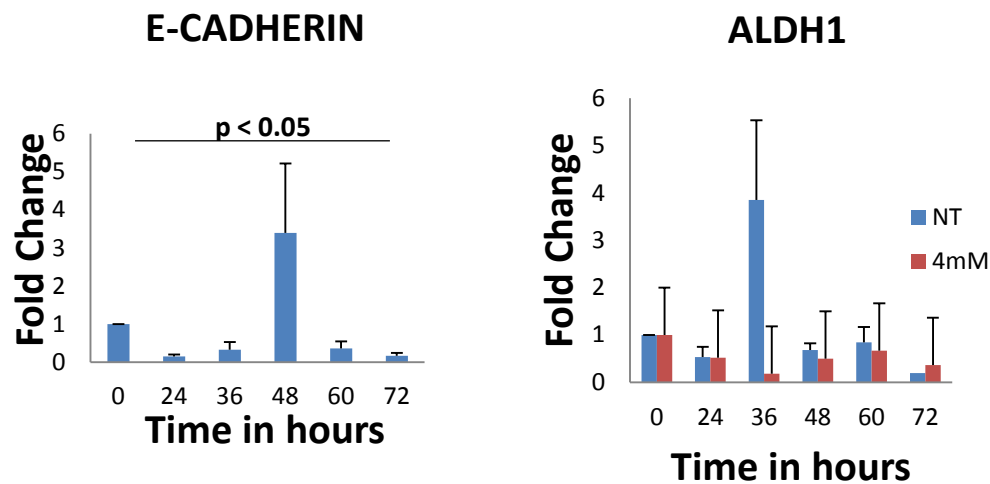 E-CADHERIN
p < 0.05
Fold Change
6
5
4
3
2
1
0
0 24 36 48 60 72
Time in hours
ALDH1
Fold Change
6
5
4
3
2
1
0
0 24 36 48 60 72
Time in hours
NT
4mM